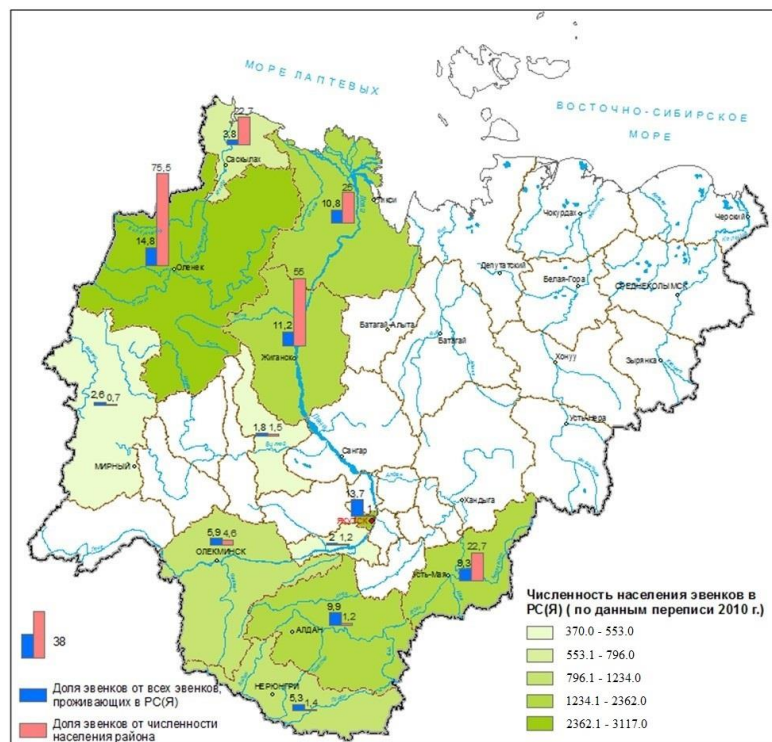 МОРЕ ЛАПТЕВЫХ
ВОСТОЧНО-СИБИРСКОЕ
МОРЕ
22,7
3,8
Саскылах
75,5
14,8
Оленек
25
10,8
Тикси
Чокурдах
Черский
Депутатский
Белая-Гора
СРЕДНЕКОЛЫМСК
55
11,2
Жиганск
Батагай-Алыта
Батагай
Хонуу
Зырянка
2,6 0,7
МИРНЫЙ
1,8 1,5
Сангар
Усть-Нера
Хандыга
13,7
1
ЯКУТСК
5,9 4,6
ОЛЕКМИНСК
2 1,2
22,7
9,3
Усть-Мая
9,9
1,2
АЛДАН
НЕРЮНГРИ
5,3 1,4
38
Доля эвенков от всех эвенков,
проживающих в РС(Я)
Доля эвенков от численности
населения района
Численность населения эвенков в
РС(Я) ( по данным переписи 2010 г.)
370.0 - 553.0
553.1 - 796.0
796.1 - 1234.0
1234.1 - 2362.0
2362.1 - 3117.0